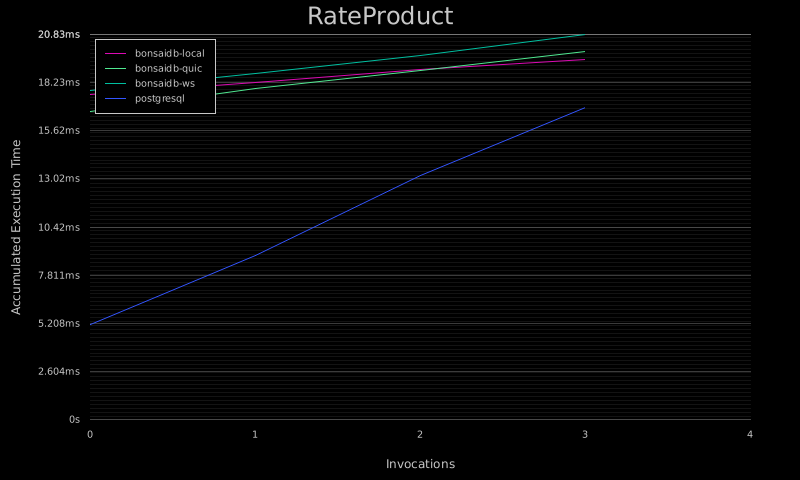 RateProduct
20.83ms
18.23ms
15.62ms
13.02ms
10.42ms
7.811ms
5.208ms
2.604ms
0s
bonsaidb-local
bonsaidb-quic
bonsaidb-ws
postgresql
Accumulated Execution Time
0 1 2 3 4
Invocations